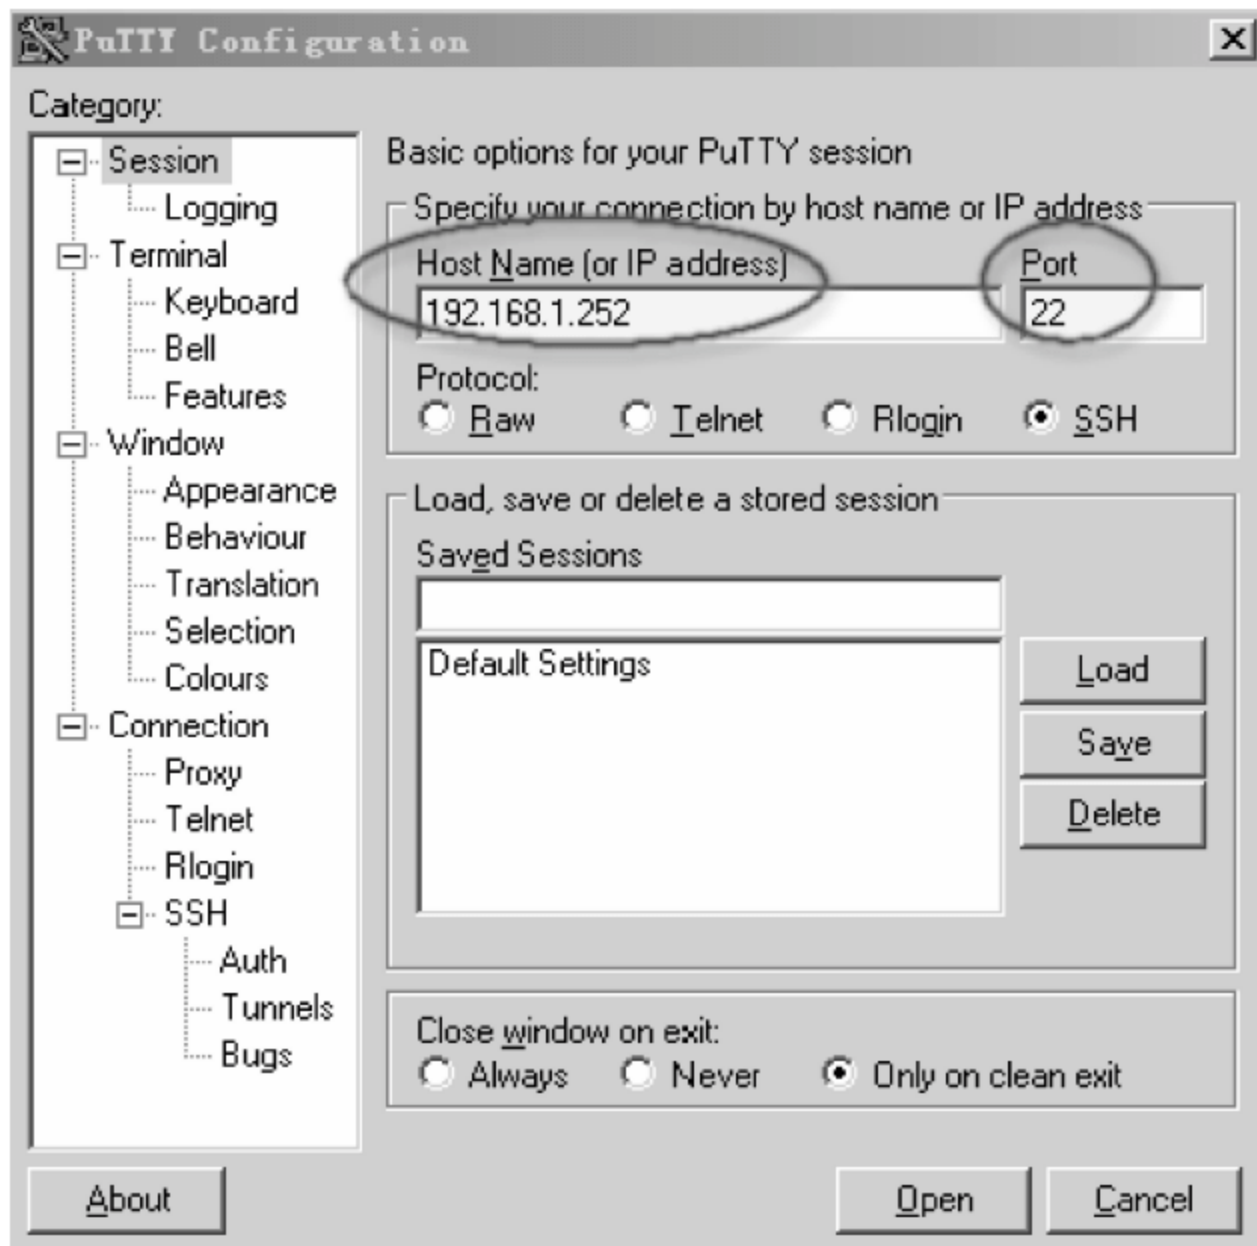 PuTTY Configuration
Category:
Session
Logging
Terminal
Keyboard
Bell
Features
Window
Appearance
Behaviour
Translation
Selection
Colours
Connection
Proxy
Telnet
Rlogin
SSH
Auth
Tunnels
Bugs
Basic options for your PuTTY session
Specify your connection by host name or IP address
Host Name (or IP address) Port
192.168.1.252 22
Protocol:
Raw Telnet Rlogin SSH
Load, save or delete a stored session
Saved Sessions
Default Settings
Load
Save
Delete
Close window on exit:
Always Never Only on clean exit
About Open Cancel